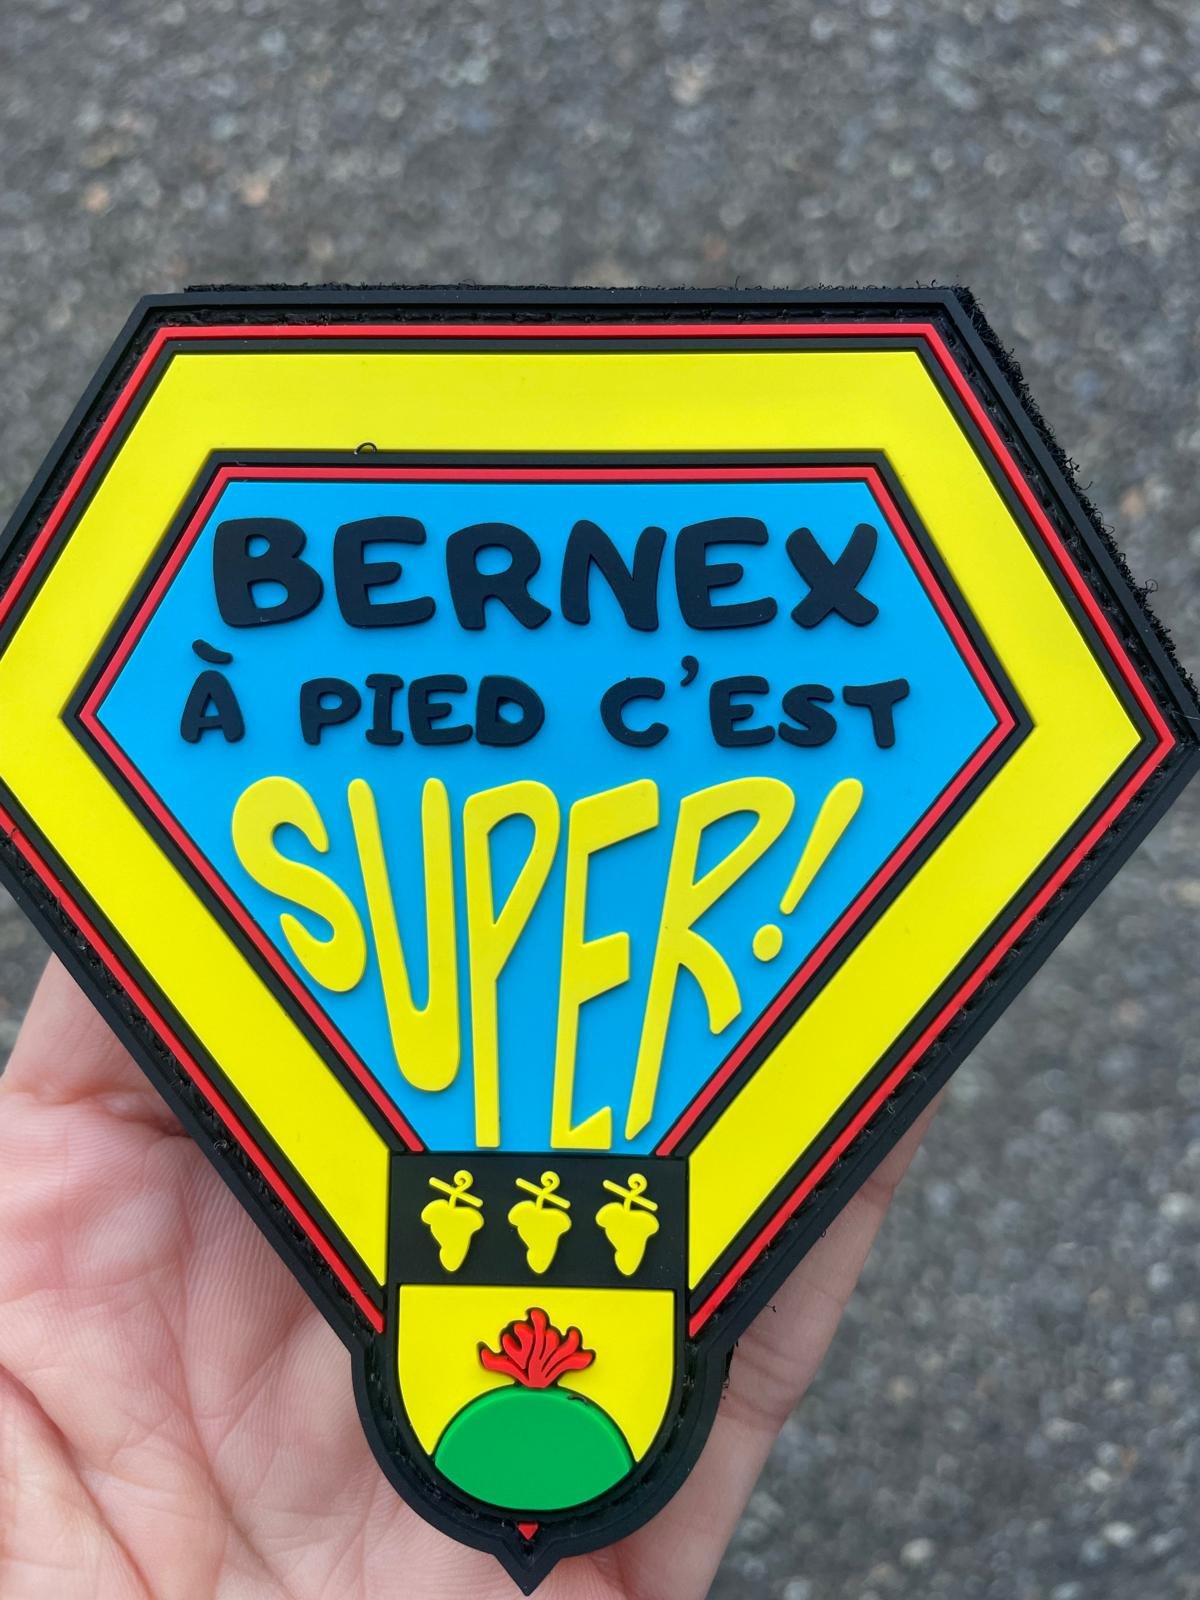 BERNEX
À PIED C'EST
SUPER!